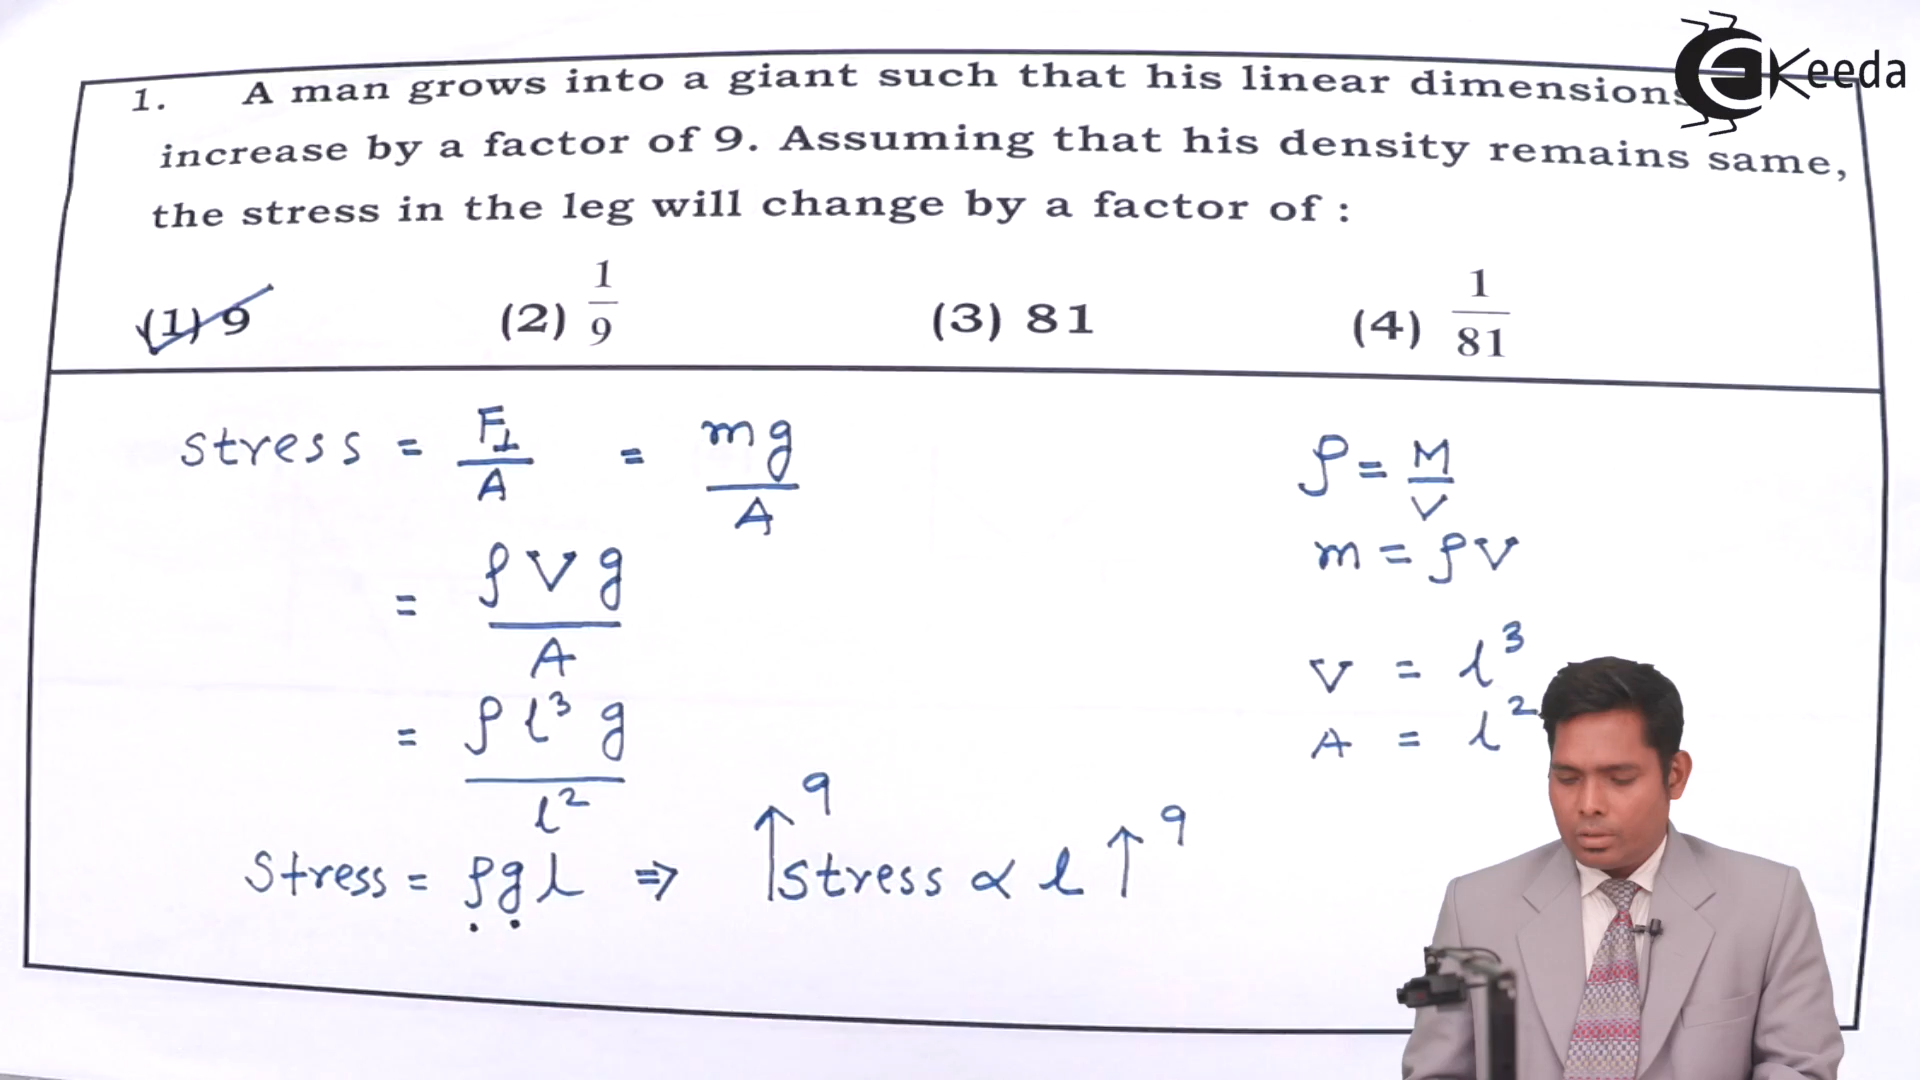 Ekeeda
1. A man grows into a giant such that his linear dimensions
increase by a factor of 9. Assuming that his density remains same,
the stress in the leg will change by a factor of :
(1) 9 (2) 1/9 (3) 81 (4) 1/81
stress = F⊥/A = mg/A
ρ = M/V
= ρVg/A
m = ρV
V = l³
= ρl³g/l²
A = l²
Stress = ρgl ⇒ ↑9 stress ∝ l ↑9